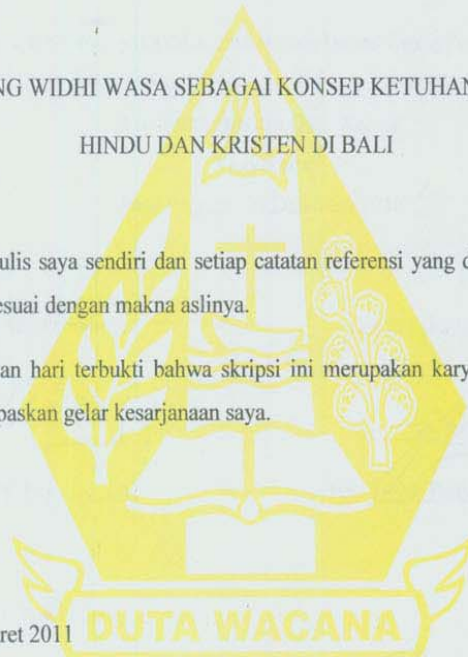 NG WIDHI WASA SEBAGAI KONSEP KETUHAN
HINDU DAN KRISTEN DI BALI
ulis saya sendiri dan setiap catatan referensi yang d
esuai dengan makna aslinya.
an hari terbukti bahwa skripsi ini merupakan kary
paskan gelar kesarjanaan saya.
ret 2011
DUTA WACANA